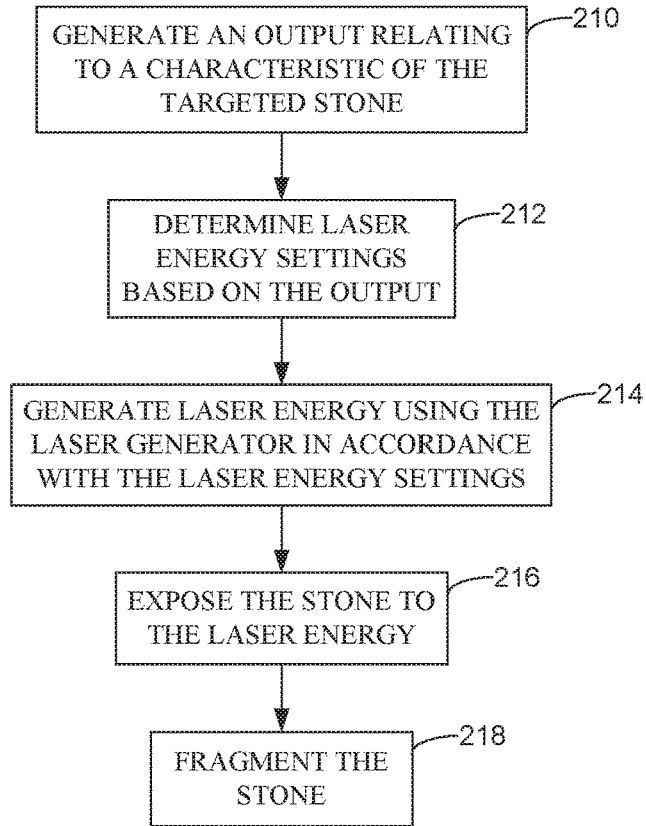 210
GENERATE AN OUTPUT RELATING
TO A CHARACTERISTIC OF THE
TARGETED STONE
212
DETERMINE LASER
ENERGY SETTINGS
BASED ON THE OUTPUT
214
GENERATE LASER ENERGY USING THE
LASER GENERATOR IN ACCORDANCE
WITH THE LASER ENERGY SETTINGS
216
EXPOSE THE STONE TO
THE LASER ENERGY
218
FRAGMENT THE
STONE